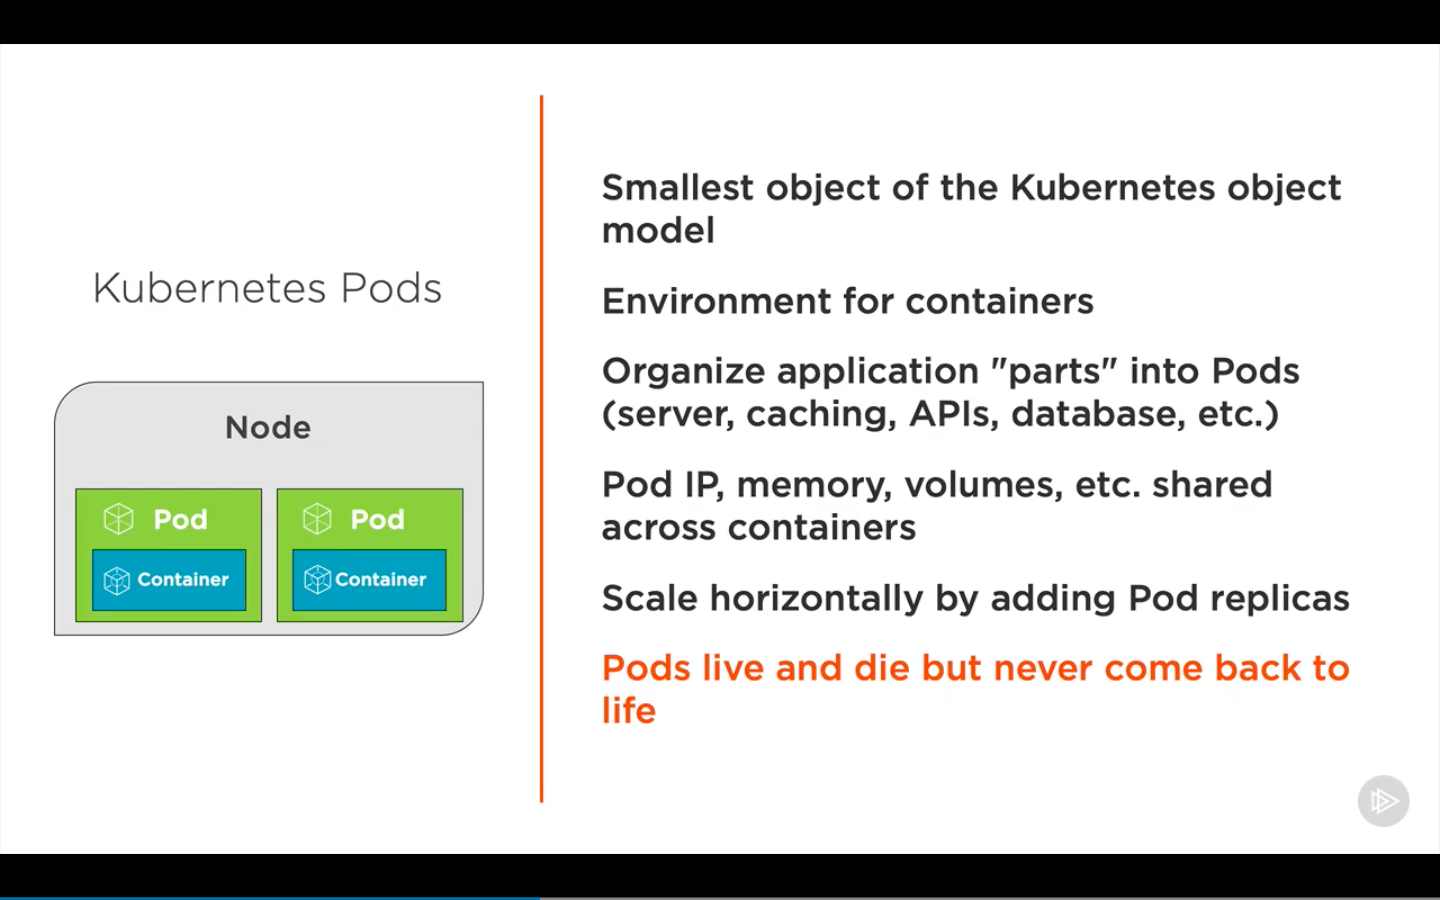 Kubernetes Pods
Node
Pod
Container
Pod
Container
Smallest object of the Kubernetes object
model
Environment for containers
Organize application "parts" into Pods
(server, caching, APIs, database, etc.)
Pod IP, memory, volumes, etc. shared
across containers
Scale horizontally by adding Pod replicas
Pods live and die but never come back to
life